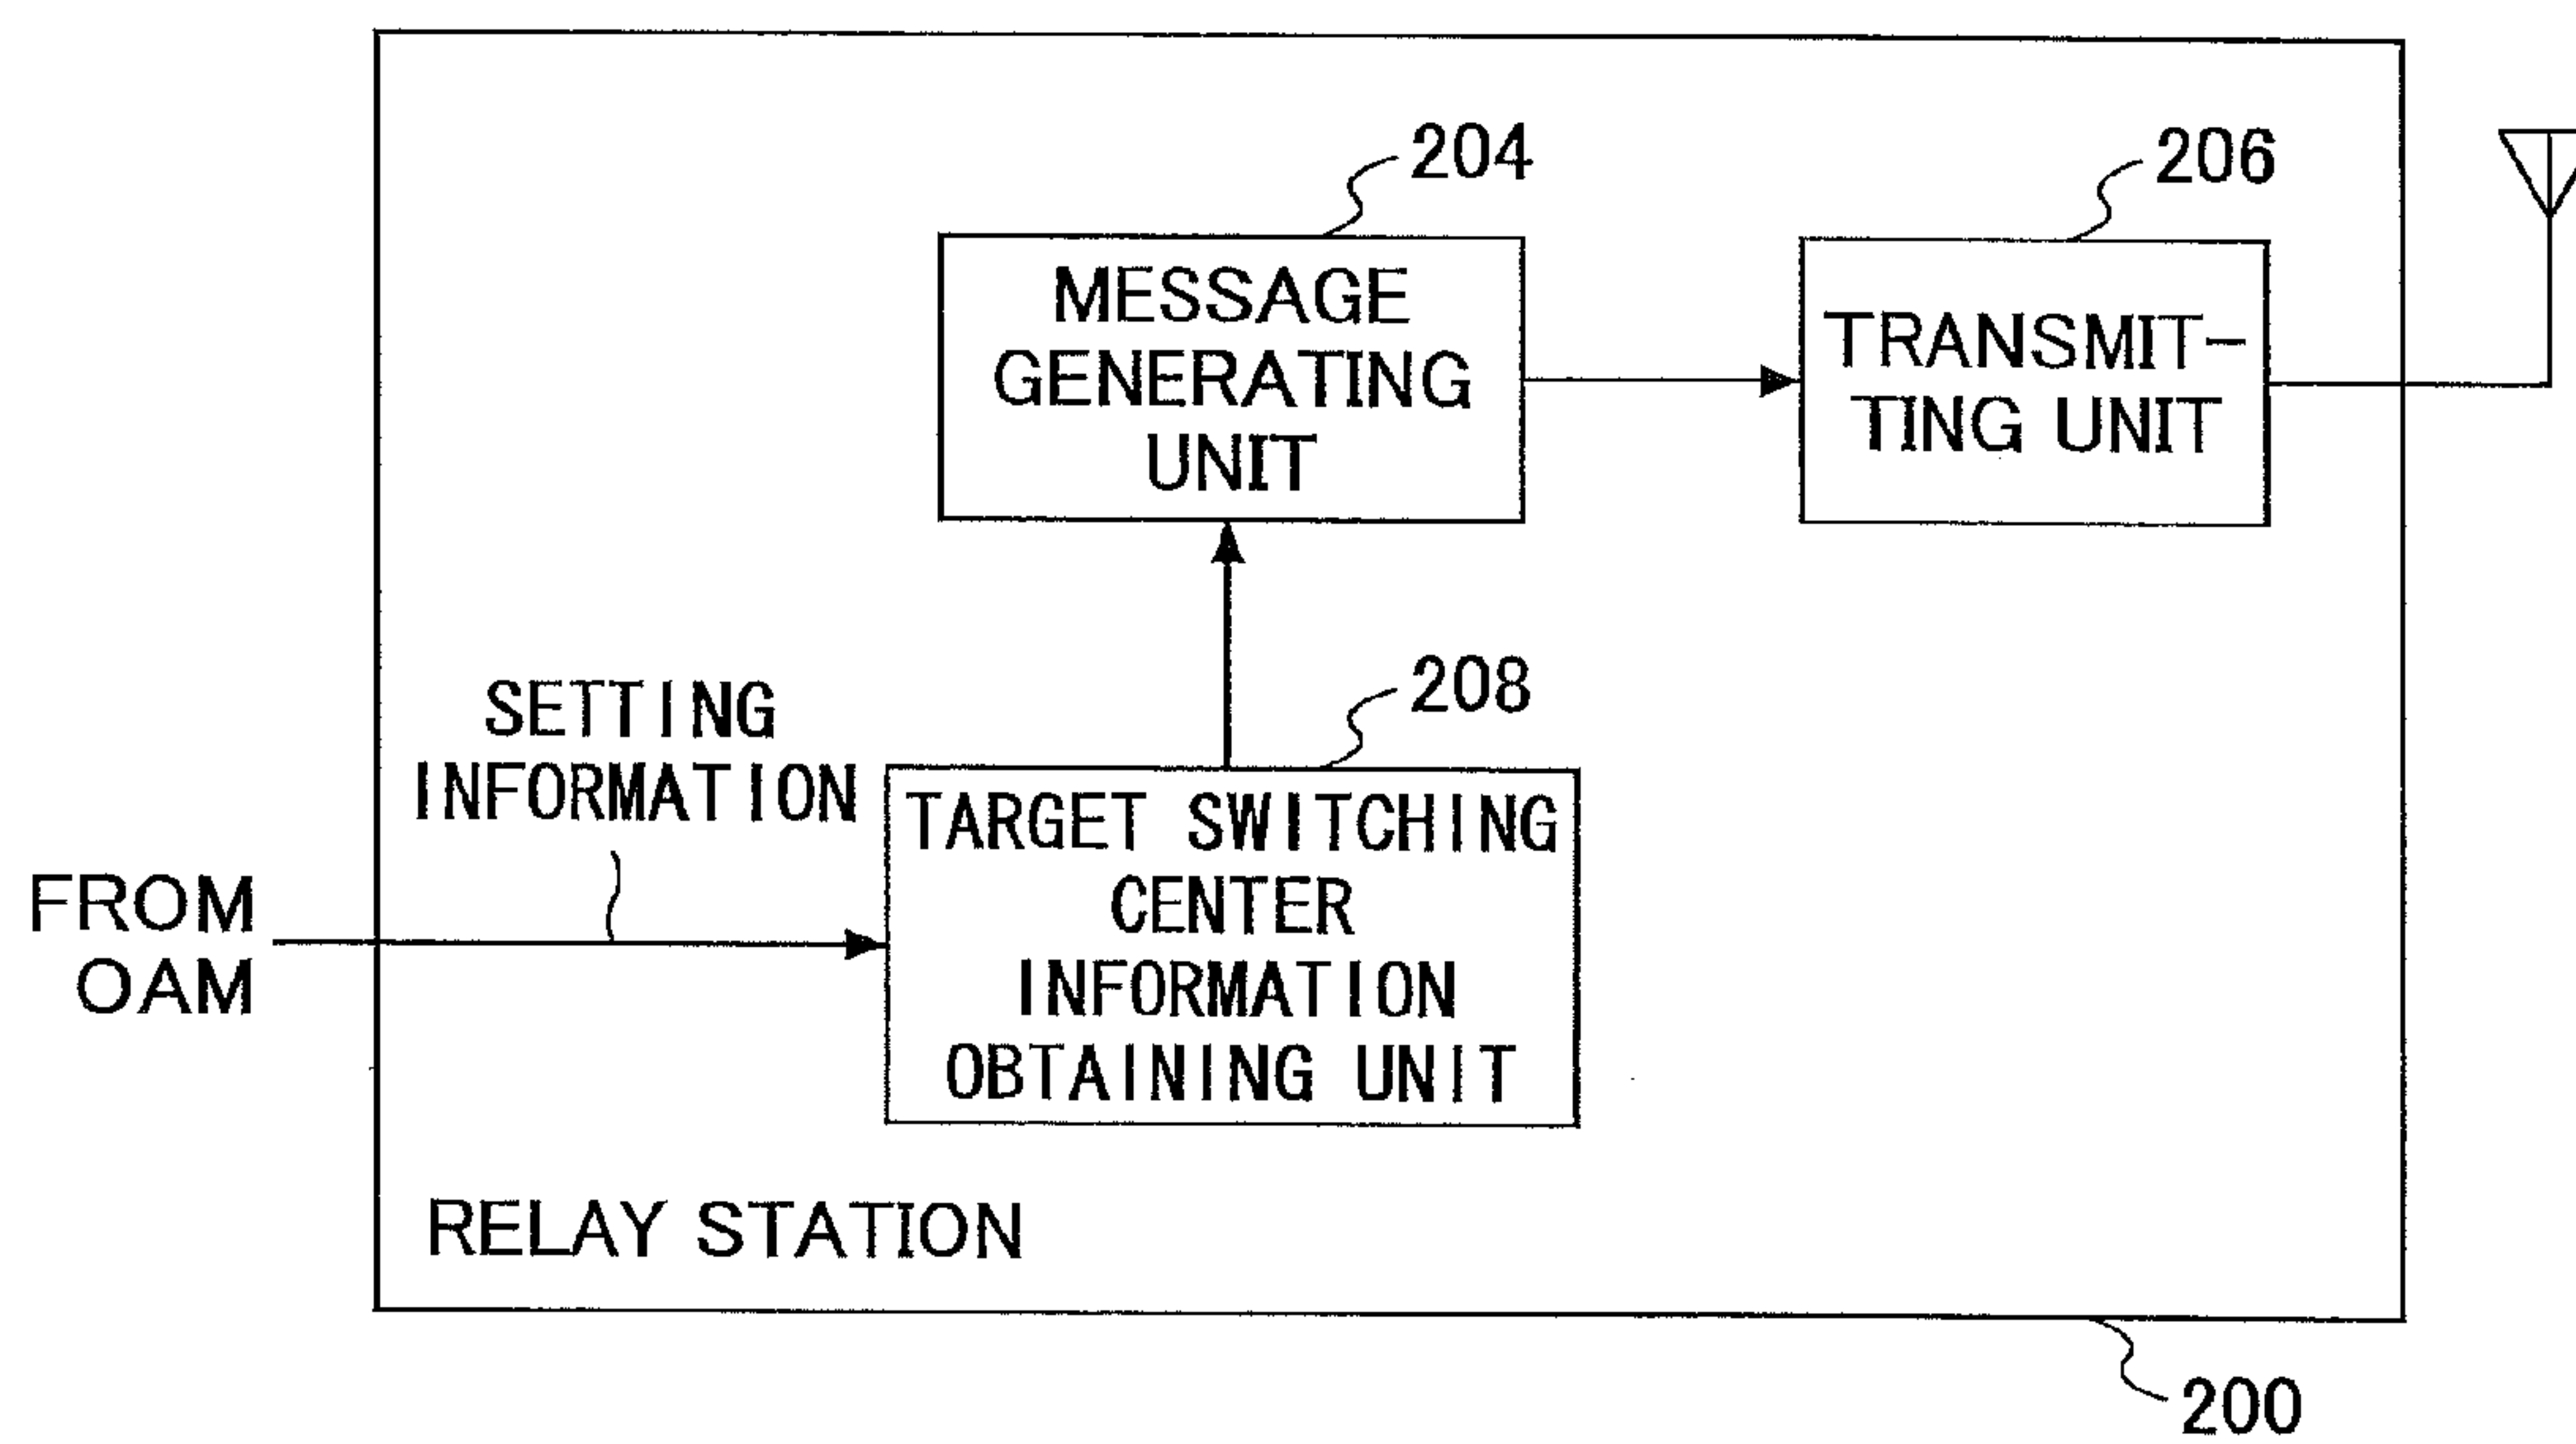 204
206
MESSAGE
GENERATING
UNIT
TRANSMIT-
TING UNIT
208
SETTING
INFORMATION
TARGET SWITCHING
CENTER
INFORMATION
OBTAINING UNIT
FROM
OAM
RELAY STATION
200